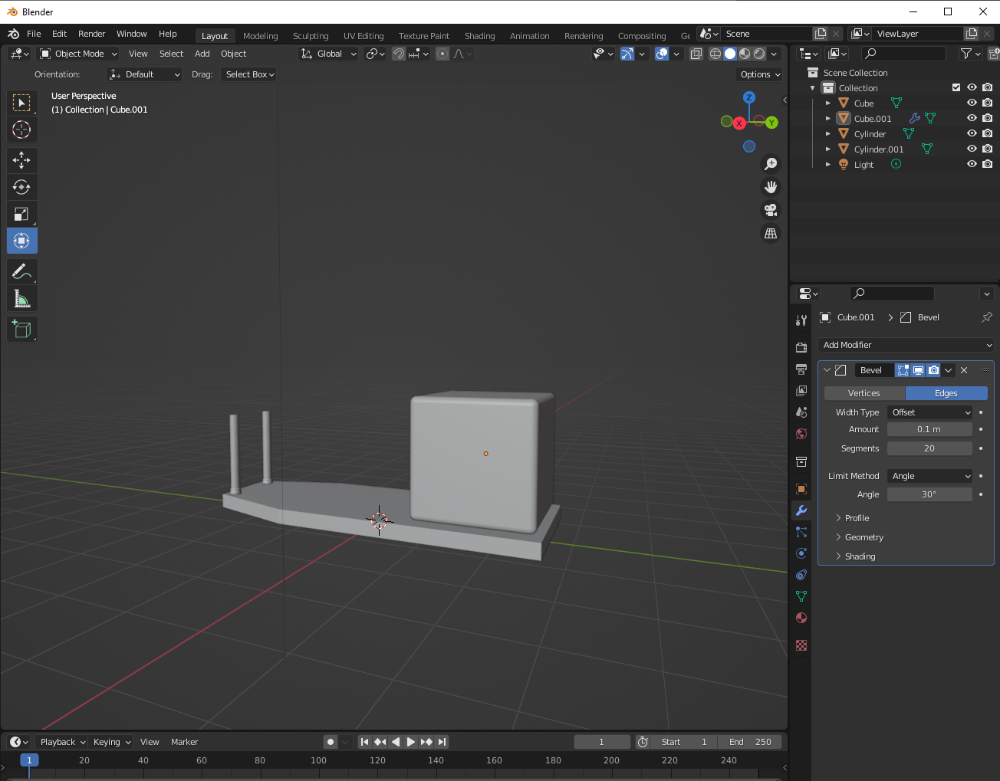 Blender
File Edit Render Window Help Layout Modeling Sculpting UV Editing Texture Paint Shading Animation Rendering Compositing Ge Scene ViewLayer
Object Mode View Select Add Object Global
Orientation: Default Drag: Select Box Options
User Perspective
(1) Collection | Cube.001
Z
X Y
Scene Collection
Collection
Cube
Cube.001
Cylinder
Cylinder.001
Light
Cube.001 > Bevel
Add Modifier
Bevel
Vertices Edges
Width Type Offset
Amount 0.1 m
Segments 20
Limit Method Angle
Angle 30°
Profile
Geometry
Shading
Playback Keying View Marker 1 Start 1 End 250
1 20 40 60 80 100 120 140 160 180 200 220 240